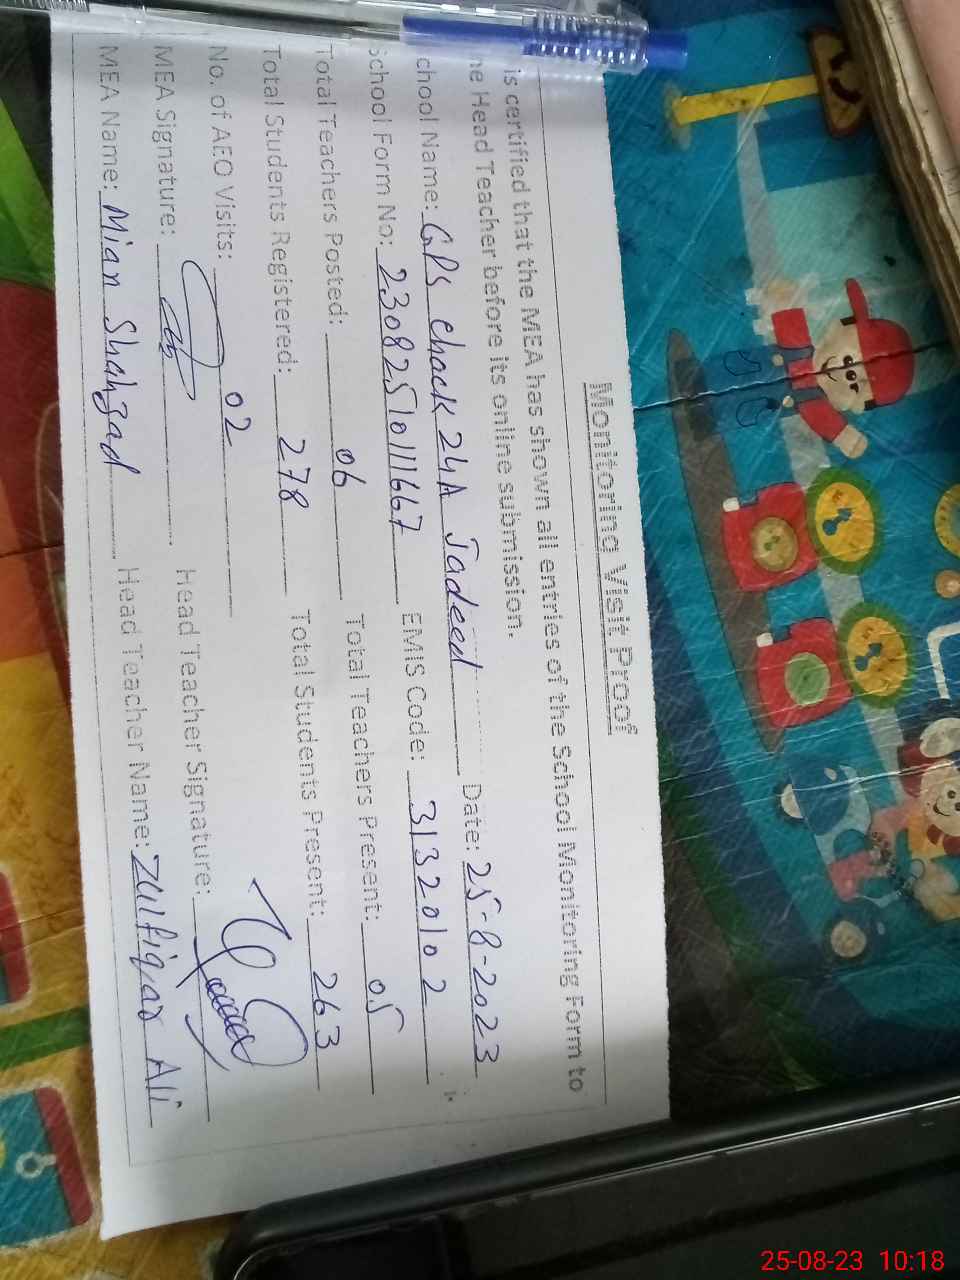 Monitoring Visit Proof
is certified that the MEA has shown all entries of the School Monitoring Form to
he Head Teacher before its online submission.
chool Name: GPS chack 24A Jadeed Date: 25-8-2023
School Form No: 230825101111667 EMIS Code: 31320102
Total Teachers Posted: 06 Total Teachers Present: 05
Total Students Registered: 278 Total Students Present: 263
No. of AEO Visits: 02
MEA Signature: Head Teacher Signature:
MEA Name: Mian Shahzad Head Teacher Name: Zulfiqar Ali
25-08-23 10:18